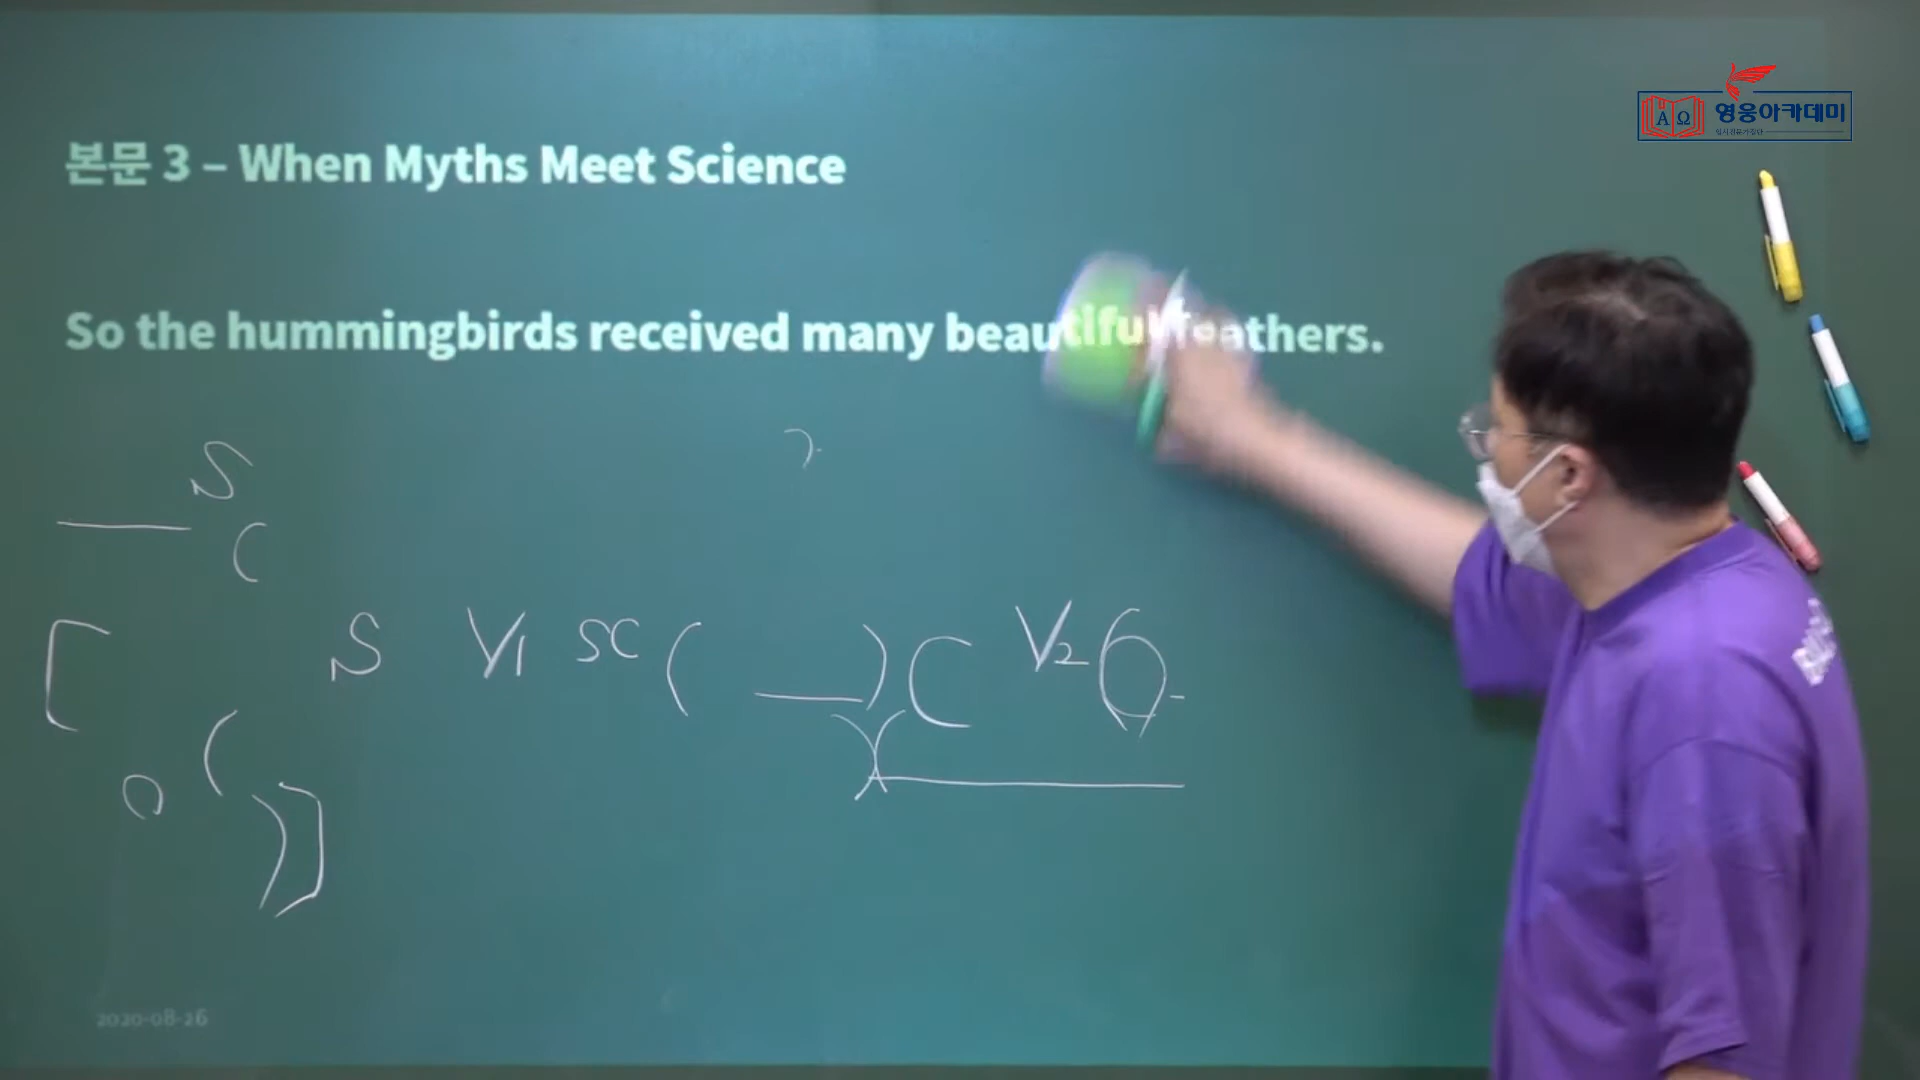 영웅아카데미
A Ω
본문 3 – When Myths Meet Science
So the hummingbirds received many beautiful feathers.
S
C
[ S V1 SC ( ) C V2 O
O ( ) ]
2020-08-26